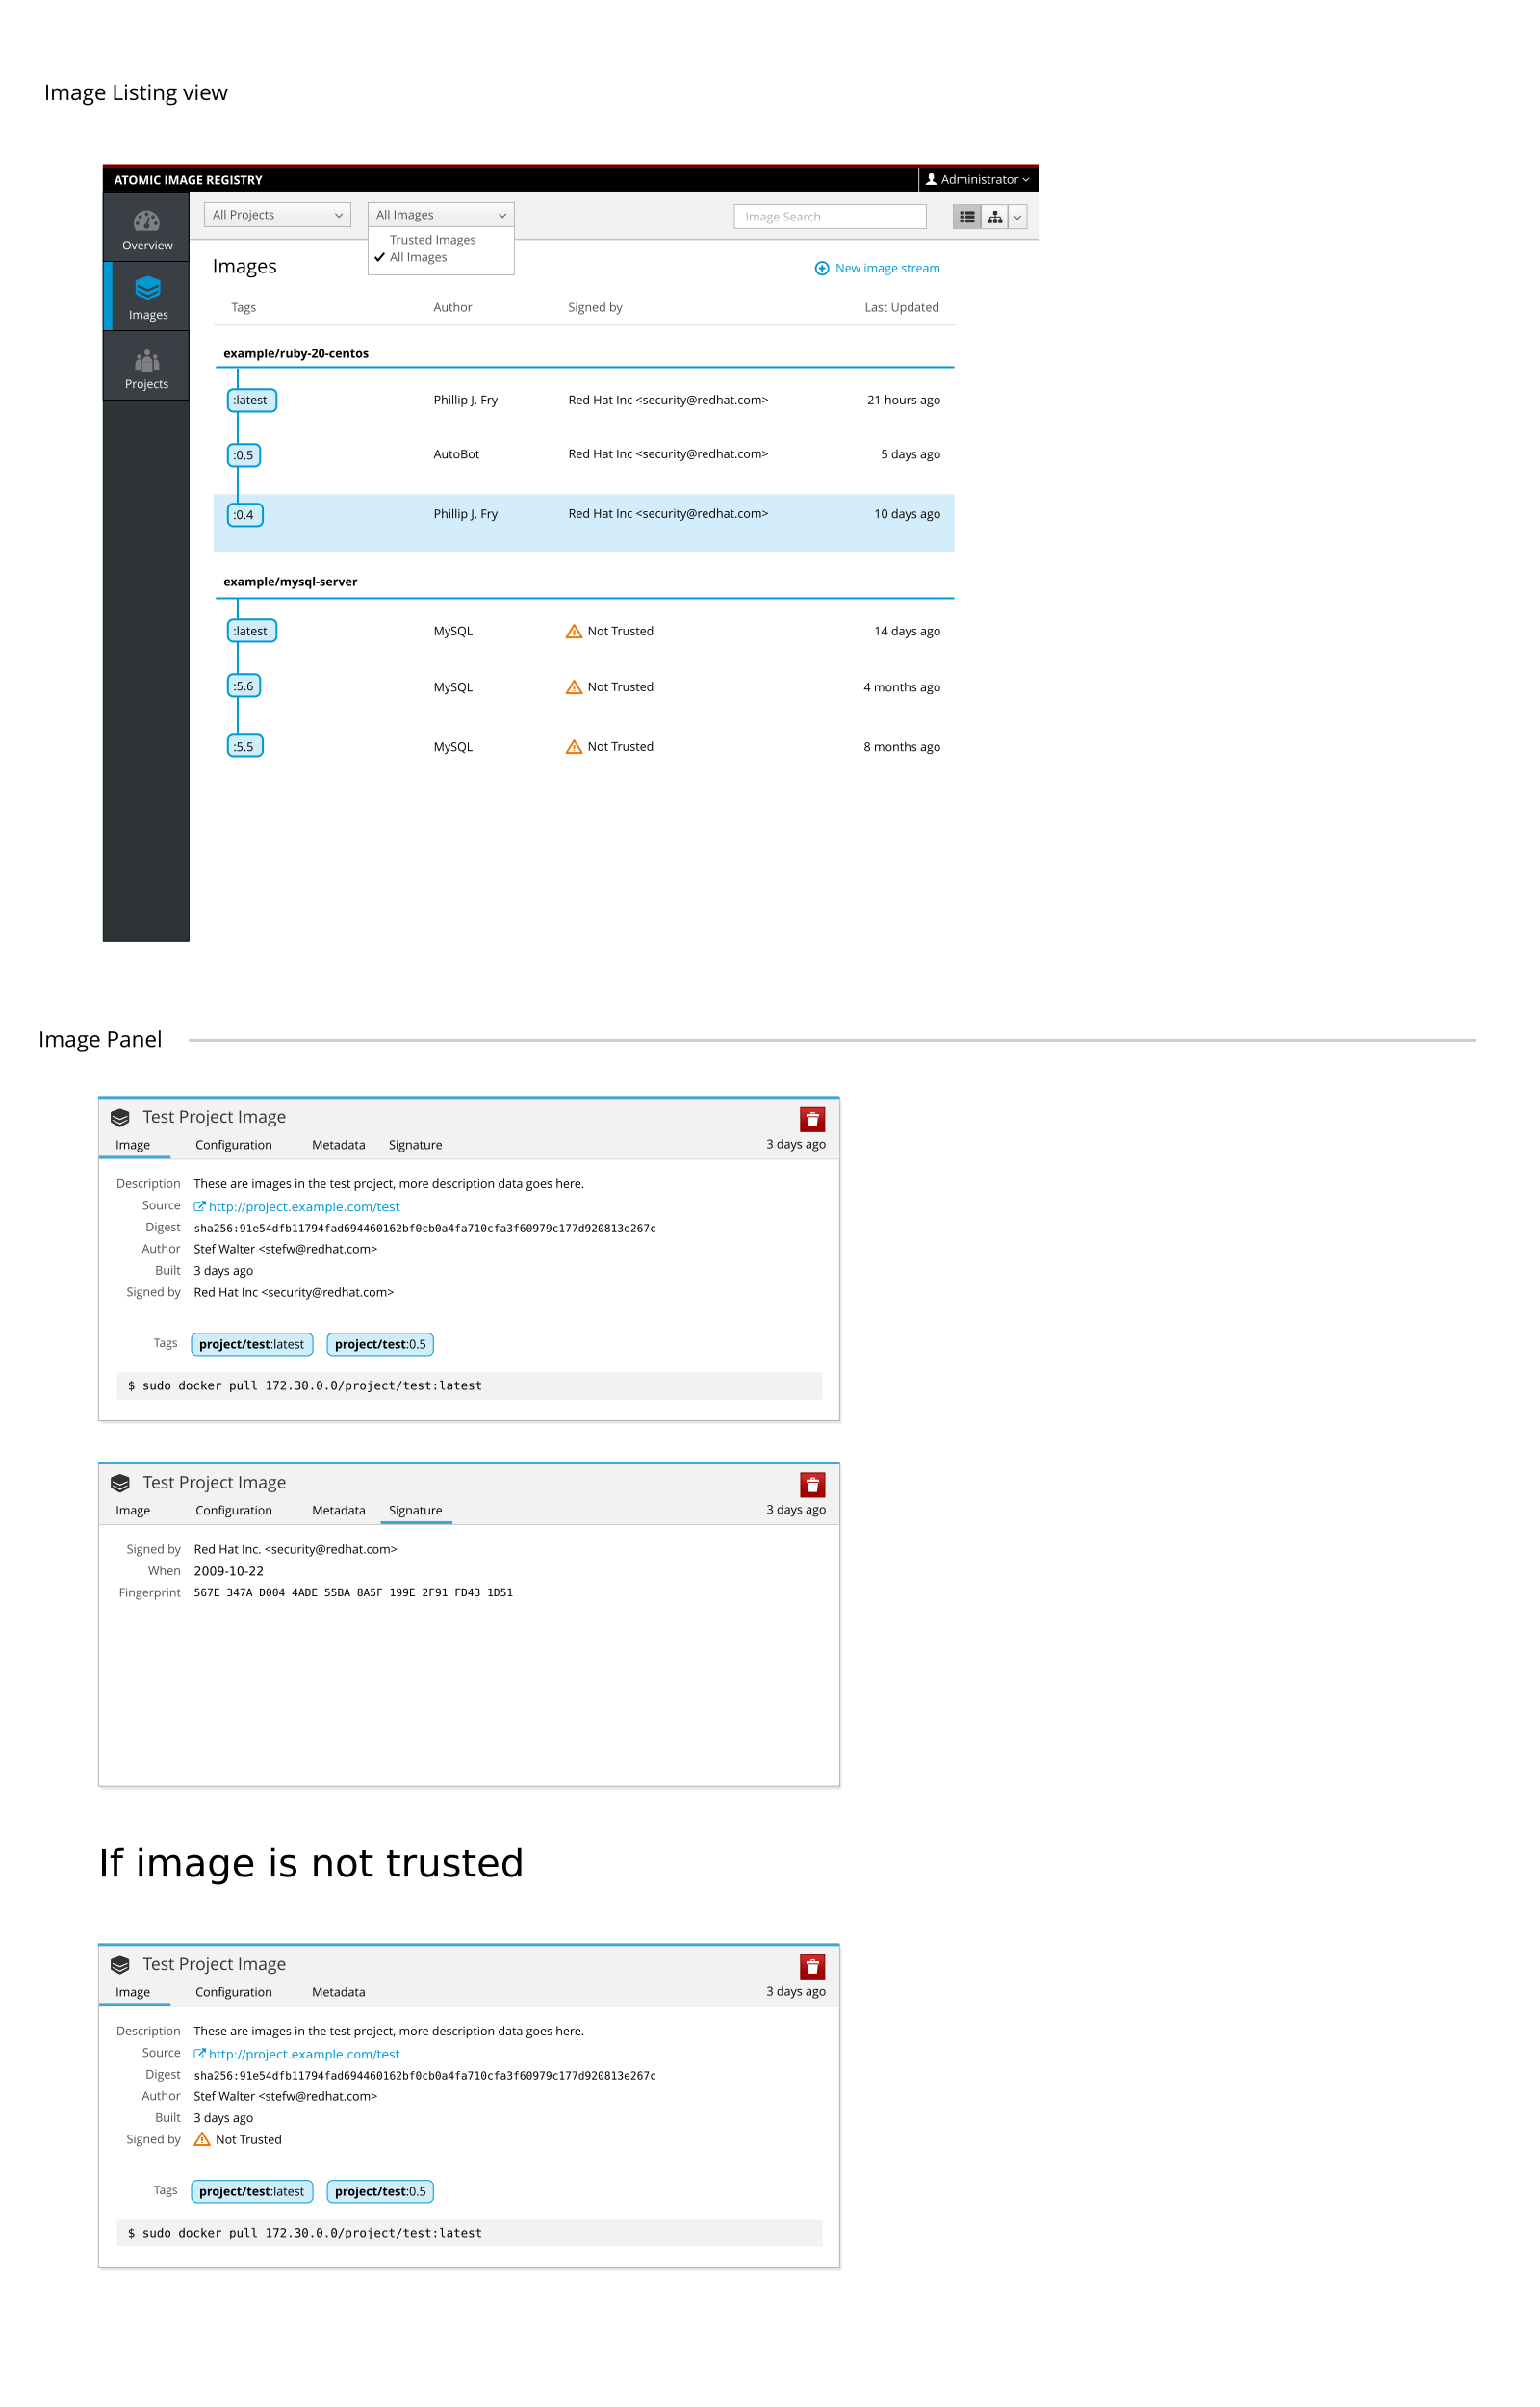 Image Listing view
ATOMIC IMAGE REGISTRY Administrator
All Projects All Images Image Search
Overview
Trusted Images
All Images
Images New image stream
Images
Tags Author Signed by Last Updated
example/ruby-20-centos
Projects
:latest Phillip J. Fry Red Hat Inc <security@redhat.com> 21 hours ago
:0.5 AutoBot Red Hat Inc <security@redhat.com> 5 days ago
:0.4 Phillip J. Fry Red Hat Inc <security@redhat.com> 10 days ago
example/mysql-server
:latest MySQL Not Trusted 14 days ago
:5.6 MySQL Not Trusted 4 months ago
:5.5 MySQL Not Trusted 8 months ago
Image Panel
Test Project Image
Image Configuration Metadata Signature 3 days ago
Description These are images in the test project, more description data goes here.
Source http://project.example.com/test
Digest sha256:91e54dfb11794fad694460162bf0cb0a4fa710cfa3f60979c177d920813e267c
Author Stef Walter <stefw@redhat.com>
Built 3 days ago
Signed by Red Hat Inc <security@redhat.com>
Tags project/test:latest project/test:0.5
$ sudo docker pull 172.30.0.0/project/test:latest
Test Project Image
Image Configuration Metadata Signature 3 days ago
Signed by Red Hat Inc. <security@redhat.com>
When 2009-10-22
Fingerprint 567E 347A D004 4ADE 55BA 8A5F 199E 2F91 FD43 1D51
If image is not trusted
Test Project Image
Image Configuration Metadata 3 days ago
Description These are images in the test project, more description data goes here.
Source http://project.example.com/test
Digest sha256:91e54dfb11794fad694460162bf0cb0a4fa710cfa3f60979c177d920813e267c
Author Stef Walter <stefw@redhat.com>
Built 3 days ago
Signed by Not Trusted
Tags project/test:latest project/test:0.5
$ sudo docker pull 172.30.0.0/project/test:latest